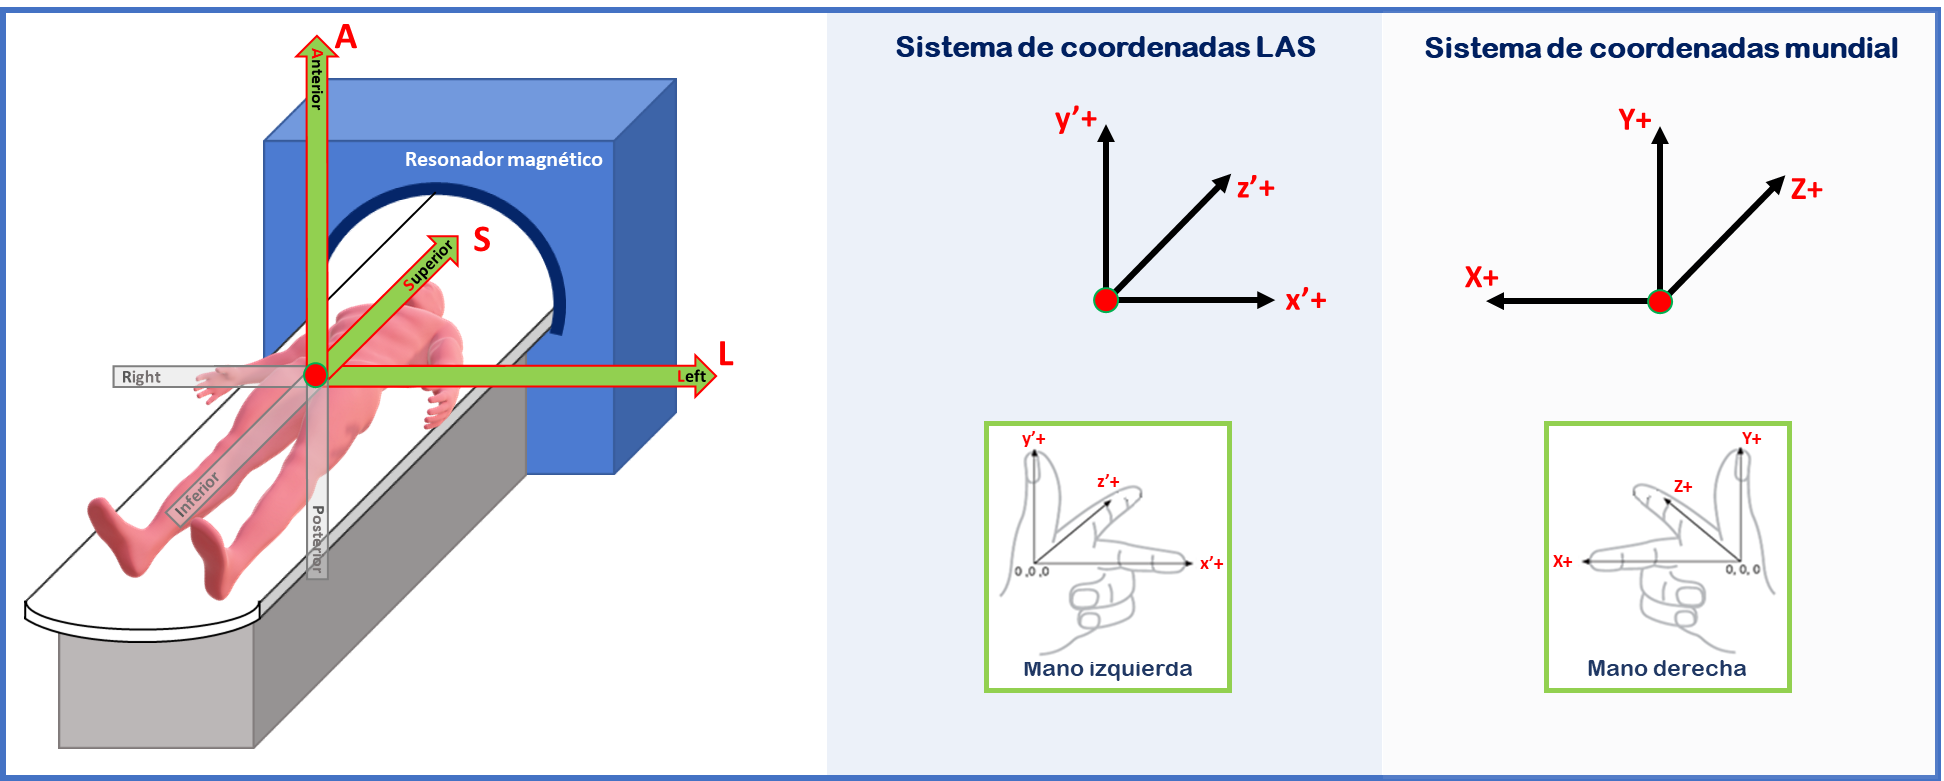 A
Anterior
Resonador magnético
S
Superior
L
Left
Right
Inferior
Posterior
Sistema de coordenadas LAS
y’+
z’+
x’+
y’+
z’+
x’+
0,0,0
Mano izquierda
Sistema de coordenadas mundial
Y+
Z+
X+
Y+
Z+
X+
0, 0, 0
Mano derecha